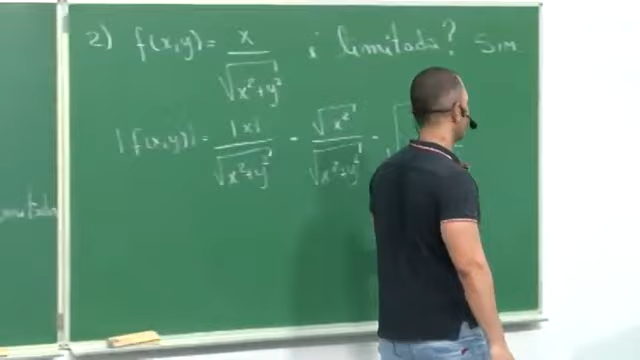 2) f(x,y) = x/√(x²+y²) é limitada? Sim
|f(x,y)| = |x|/√(x²+y²) = √(x²)/√(x²+y²) = √